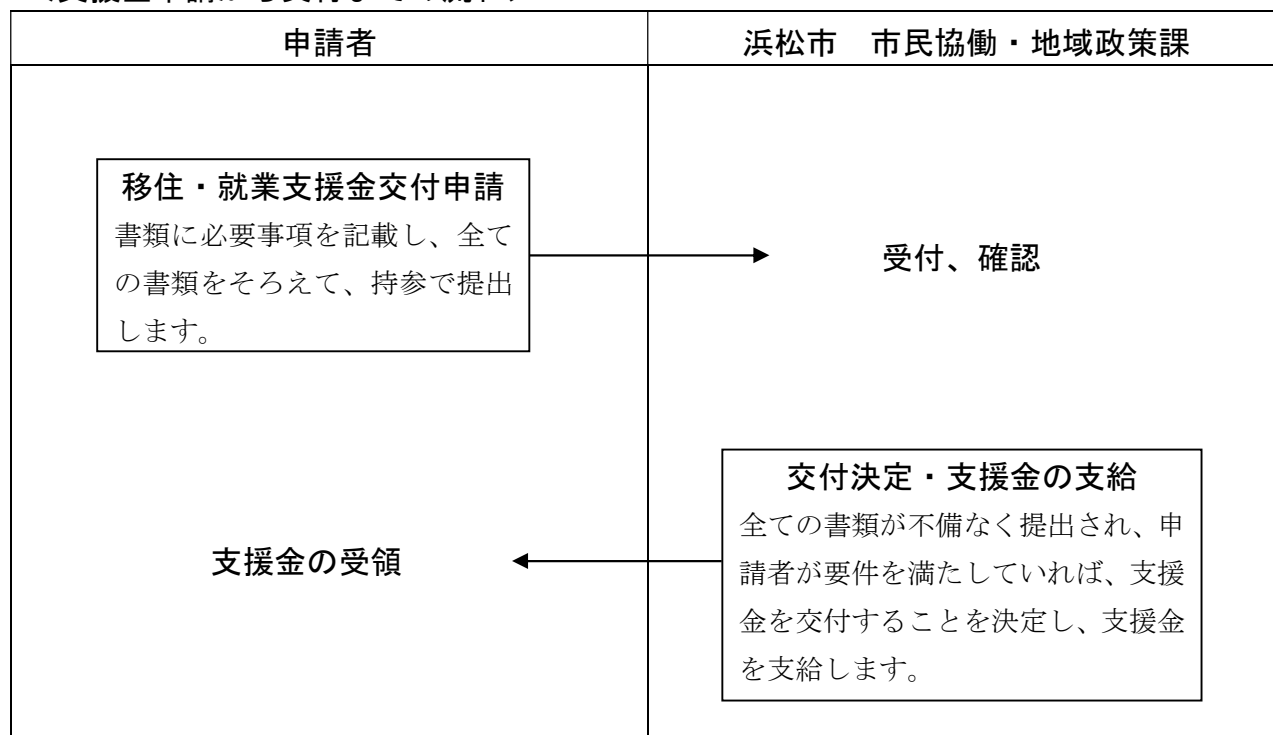 申請者
浜松市 市民協働・地域政策課
移住・就業支援金交付申請
書類に必要事項を記載し、全て
の書類をそろえて、持参で提出
します。
受付、確認
交付決定・支援金の支給
全ての書類が不備なく提出され、申
請者が要件を満たしていれば、支援
金を交付することを決定し、支援金
を支給します。
支援金の受領